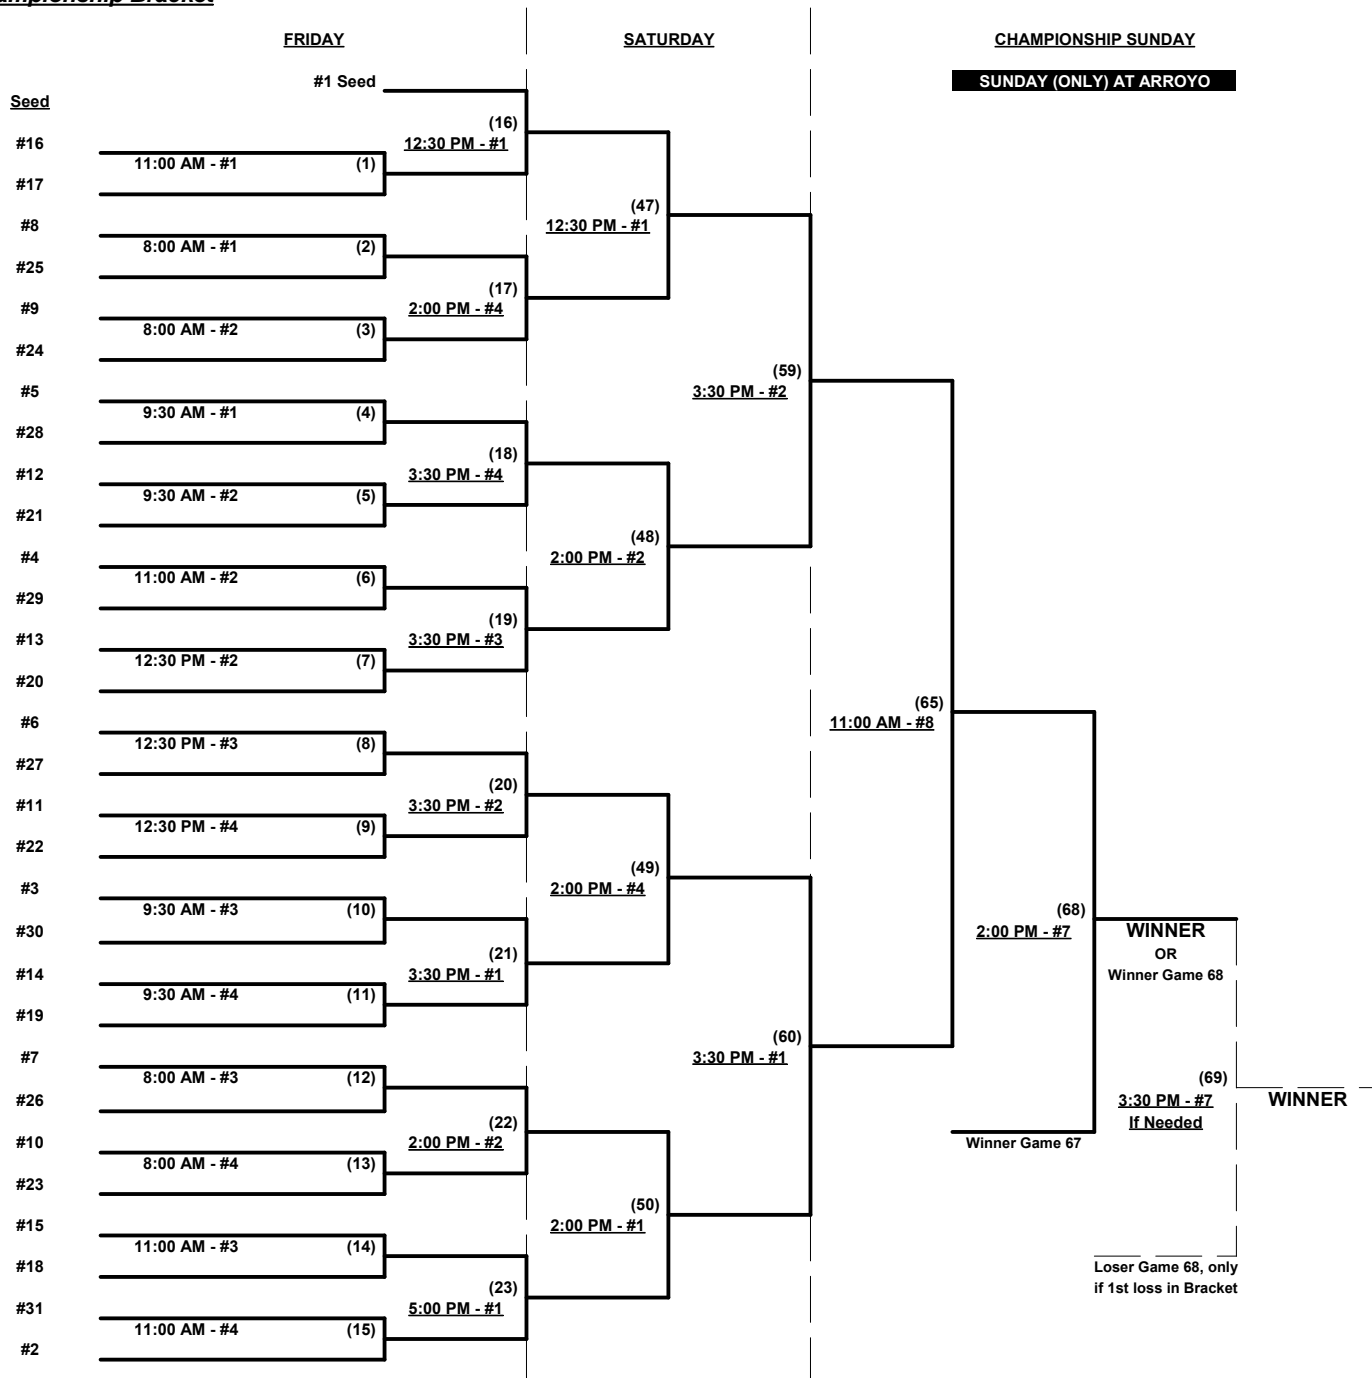 Championship Bracket
FRIDAY
SATURDAY
CHAMPIONSHIP SUNDAY
#1 Seed
SUNDAY (ONLY) AT ARROYO
Seed
(16)
#16
12:30 PM - #1
11:00 AM - #1 (1)
#17
(47)
#8
12:30 PM - #1
8:00 AM - #1 (2)
#25
(17)
#9
2:00 PM - #4
8:00 AM - #2 (3)
#24
(59)
#5
3:30 PM - #2
9:30 AM - #1 (4)
#28
(18)
#12
3:30 PM - #4
9:30 AM - #2 (5)
#21
(48)
#4
2:00 PM - #2
11:00 AM - #2 (6)
#29
(19)
#13
3:30 PM - #3
12:30 PM - #2 (7)
#20
(65)
#6
11:00 AM - #8
12:30 PM - #3 (8)
#27
(20)
#11
3:30 PM - #2
12:30 PM - #4 (9)
#22
(49)
#3
2:00 PM - #4
9:30 AM - #3 (10)
(68)
#30
2:00 PM - #7
WINNER
(21)
OR
#14
3:30 PM - #1
Winner Game 68
9:30 AM - #4 (11)
#19
(60)
#7
3:30 PM - #1
8:00 AM - #3 (12)
(69)
#26
3:30 PM - #7
WINNER
(22)
If Needed
#10
2:00 PM - #2
Winner Game 67
8:00 AM - #4 (13)
#23
(50)
#15
2:00 PM - #1
11:00 AM - #3 (14)
#18
Loser Game 68, only
(23)
if 1st loss in Bracket
#31
5:00 PM - #1
11:00 AM - #4 (15)
#2